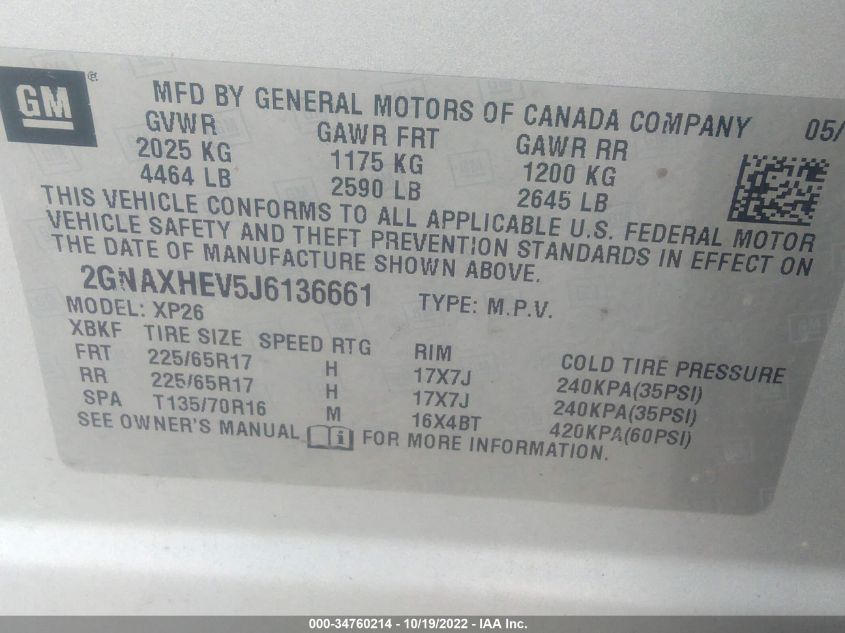 GM
MFD BY GENERAL MOTORS OF CANADA COMPANY 05/
GVWR GAWR FRT GAWR RR
2025 KG 1175 KG 1200 KG
4464 LB 2590 LB 2645 LB
THIS VEHICLE CONFORMS TO ALL APPLICABLE U.S. FEDERAL MOTOR
VEHICLE SAFETY AND THEFT PREVENTION STANDARDS IN EFFECT ON
THE DATE OF MANUFACTURE SHOWN ABOVE.
2GNAXHEV5J6136661 TYPE: M.P.V.
MODEL: XP26
XBKF TIRE SIZE SPEED RTG RIM COLD TIRE PRESSURE
FRT 225/65R17 H 17X7J 240KPA(35PSI)
RR 225/65R17 H 17X7J 240KPA(35PSI)
SPA T135/70R16 M 16X4BT 420KPA(60PSI)
SEE OWNER'S MANUAL i FOR MORE INFORMATION.
000-34760214 - 10/19/2022 - IAA Inc.